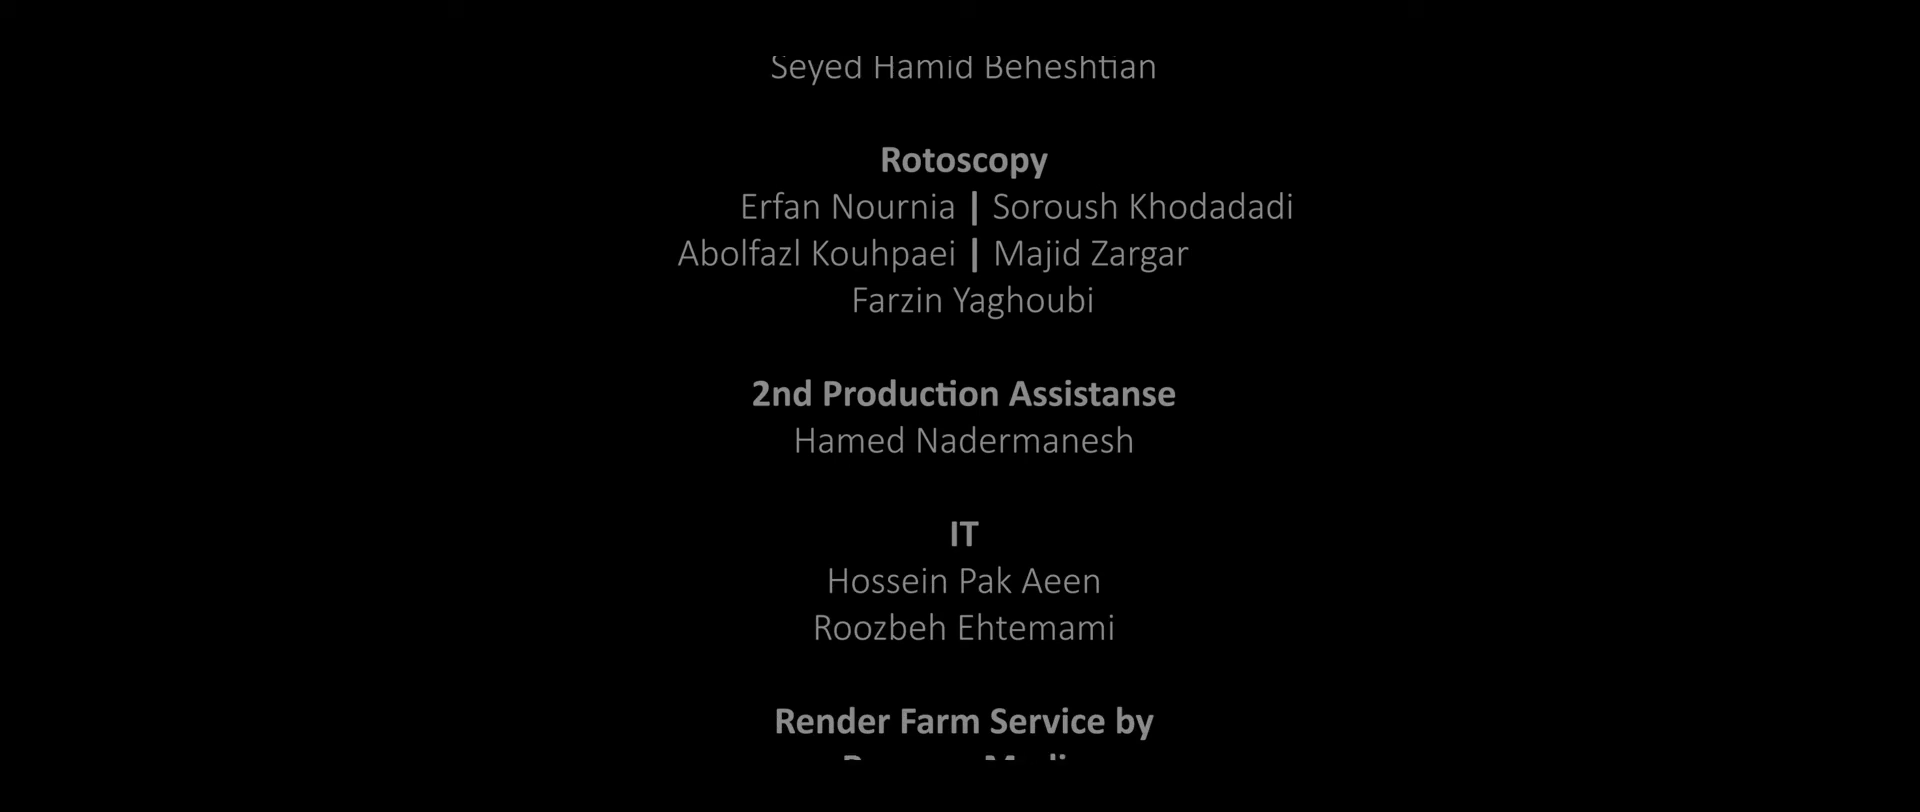 Seyed Hamid Beheshtian
Rotoscopy
Erfan Nournia | Soroush Khodadadi
Abolfazl Kouhpaei | Majid Zargar
Farzin Yaghoubi
2nd Production Assistanse
Hamed Nadermanesh
IT
Hossein Pak Aeen
Roozbeh Ehtemami
Render Farm Service by